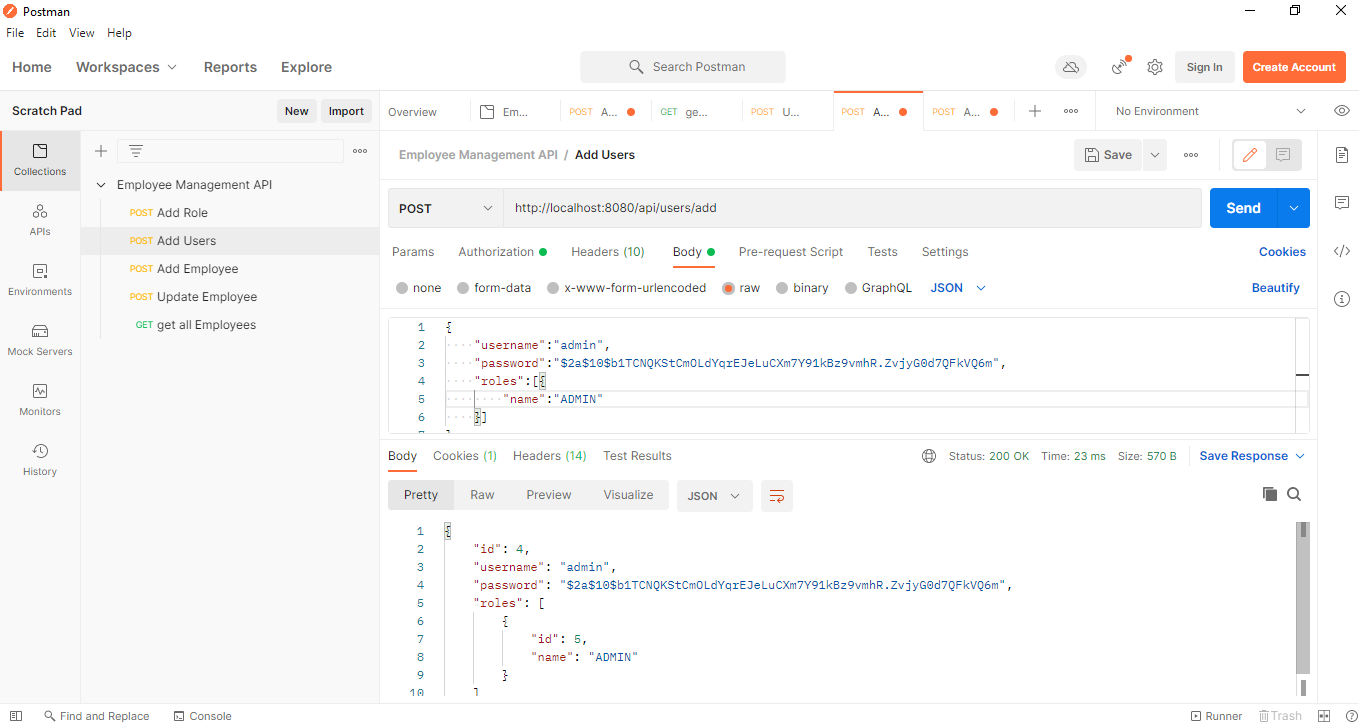 Postman
File Edit View Help
Home Workspaces Reports Explore Search Postman Sign In Create Account
Scratch Pad New Import
Overview Em... POST A... GET ge... POST U... POST A... POST A... No Environment
Collections
APIs
Environments
Mock Servers
Monitors
History
Employee Management API
POST Add Role
POST Add Users
POST Add Employee
POST Update Employee
GET get all Employees
Employee Management API / Add Users Save
POST http://localhost:8080/api/users/add Send
Params Authorization Headers (10) Body Pre-request Script Tests Settings Cookies
none form-data x-www-form-urlencoded raw binary GraphQL JSON Beautify
1 {
2 "username":"admin",
3 "password":"$2a$10$b1TCNQKStCmOLdYqrEJeLuCXm7Y91kBz9vmhR.ZvjyG0d7QFkVQ6m",
4 "roles":[{
5 "name":"ADMIN"
6 }]
Body Cookies (1) Headers (14) Test Results Status: 200 OK Time: 23 ms Size: 570 B Save Response
Pretty Raw Preview Visualize JSON
1 {
2 "id": 4,
3 "username": "admin",
4 "password": "$2a$10$b1TCNQKStCmOLdYqrEJeLuCXm7Y91kBz9vmhR.ZvjyG0d7QFkVQ6m",
5 "roles": [
6 {
7 "id": 5,
8 "name": "ADMIN"
9 }
10 ]
Find and Replace Console Runner Trash